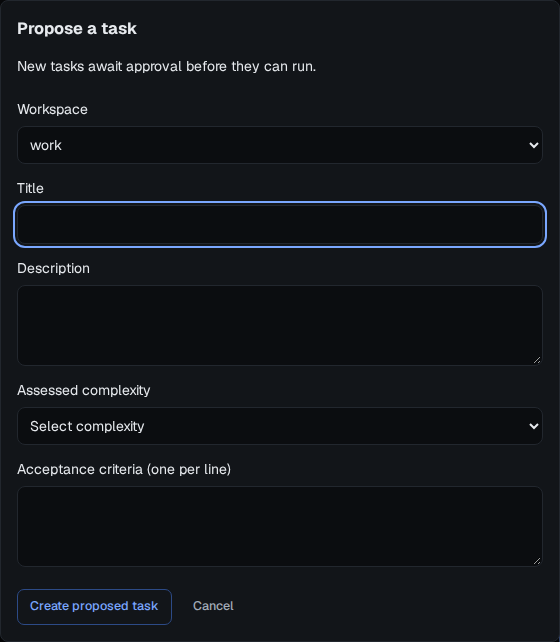 Propose a task
New tasks await approval before they can run.
Workspace
work
Title
Description
Assessed complexity
Select complexity
Acceptance criteria (one per line)
Create proposed task
Cancel